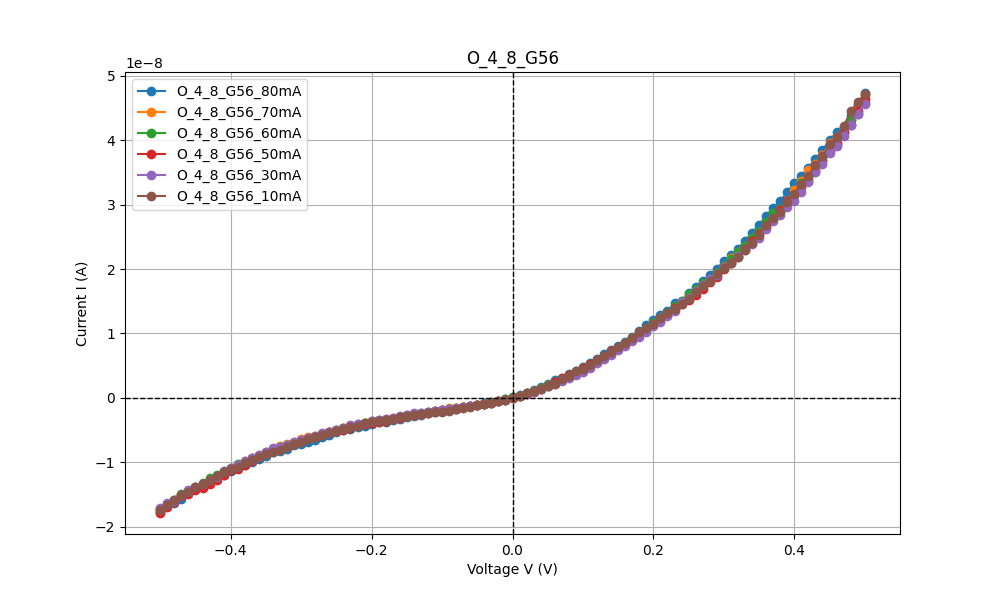 O_4_8_G56
1e−8
5
4
3
2
1
0
−1
−2
Current I (A)
O_4_8_G56_80mA
O_4_8_G56_70mA
O_4_8_G56_60mA
O_4_8_G56_50mA
O_4_8_G56_30mA
O_4_8_G56_10mA
−0.4 −0.2 0.0 0.2 0.4
Voltage V (V)